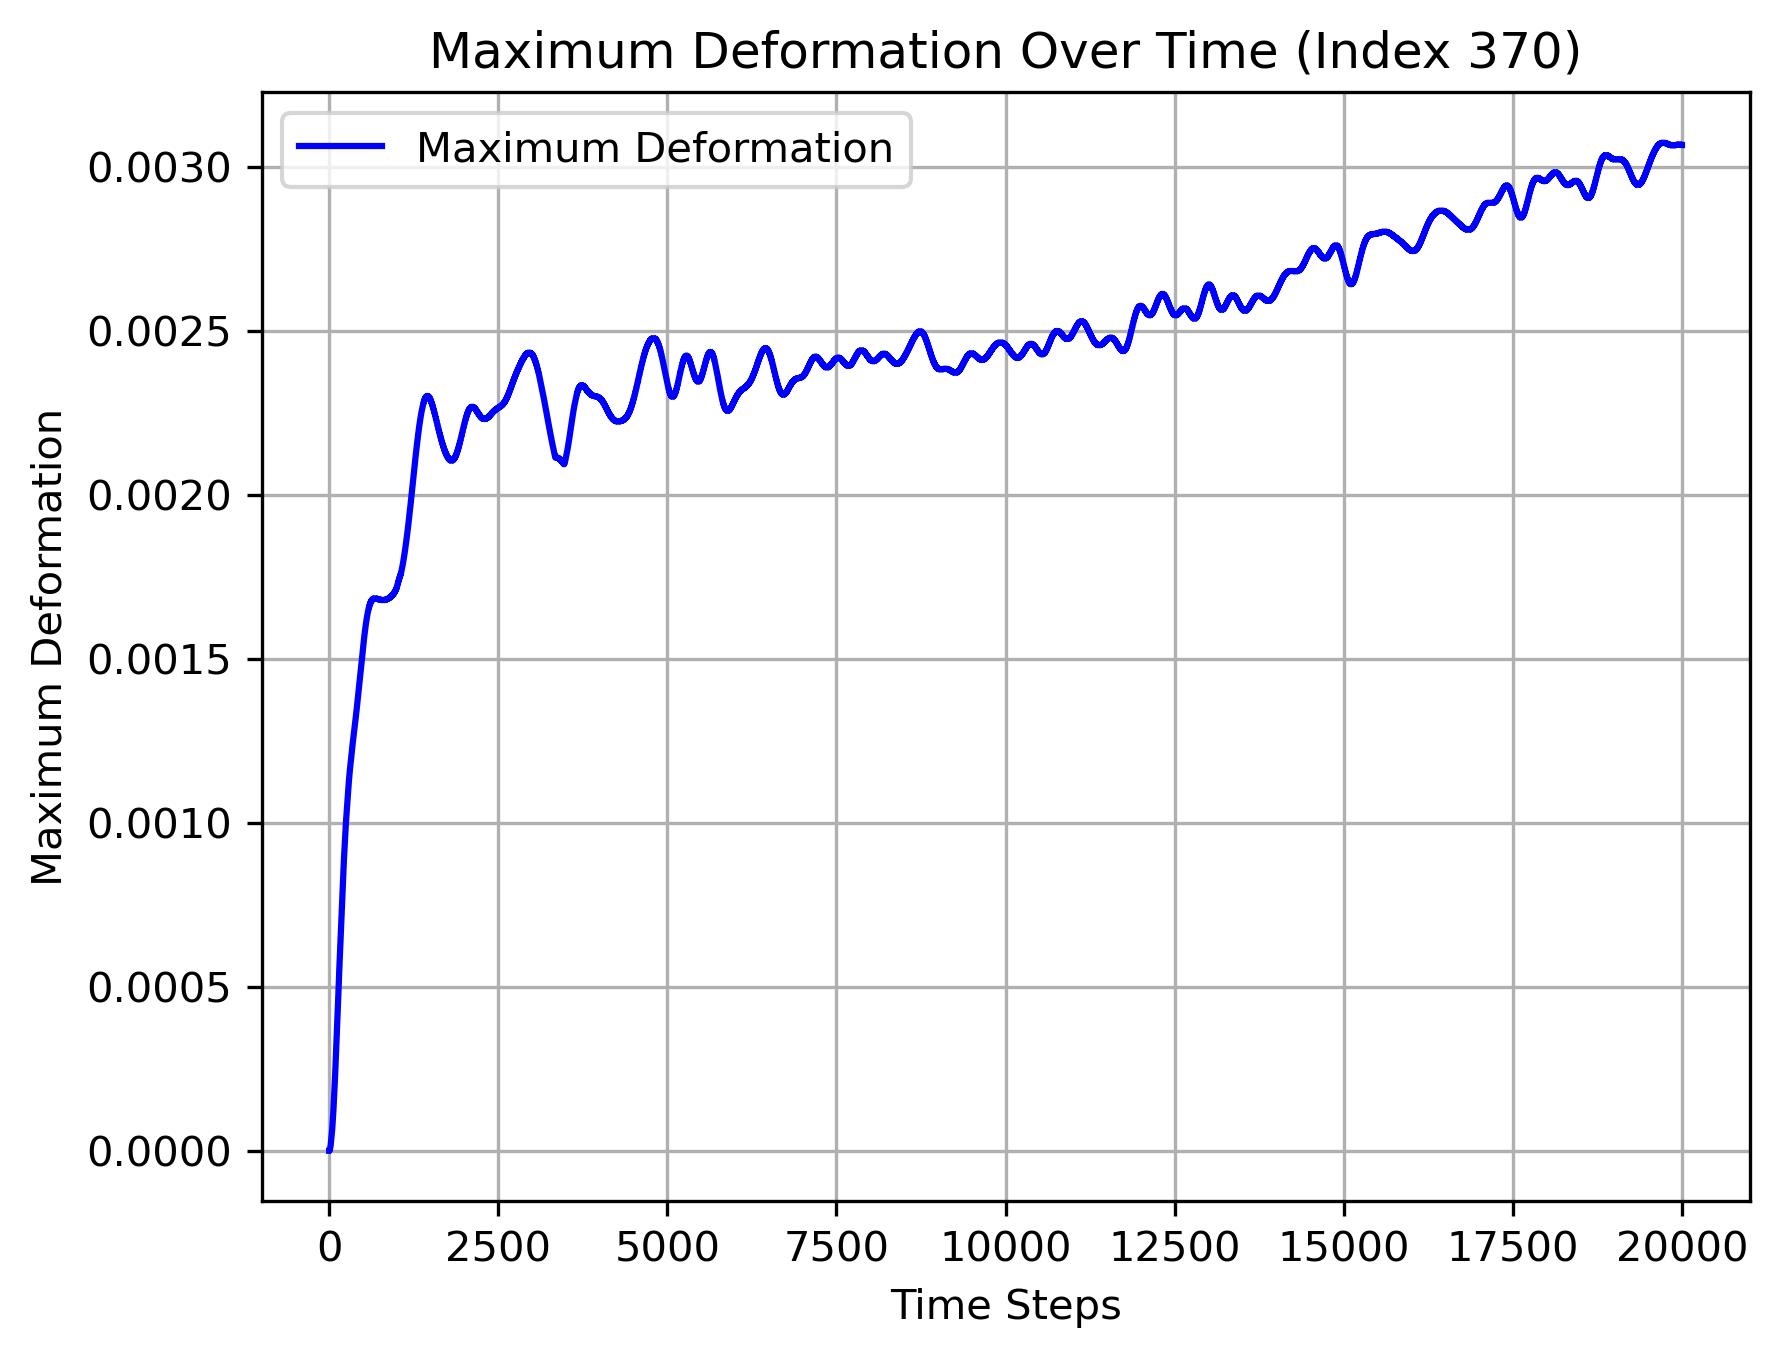 Maximum Deformation Over Time (Index 370)
Maximum Deformation
0.0030
0.0025
0.0020
0.0015
0.0010
0.0005
0.0000
Maximum Deformation
0 2500 5000 7500 10000 12500 15000 17500 20000
Time Steps